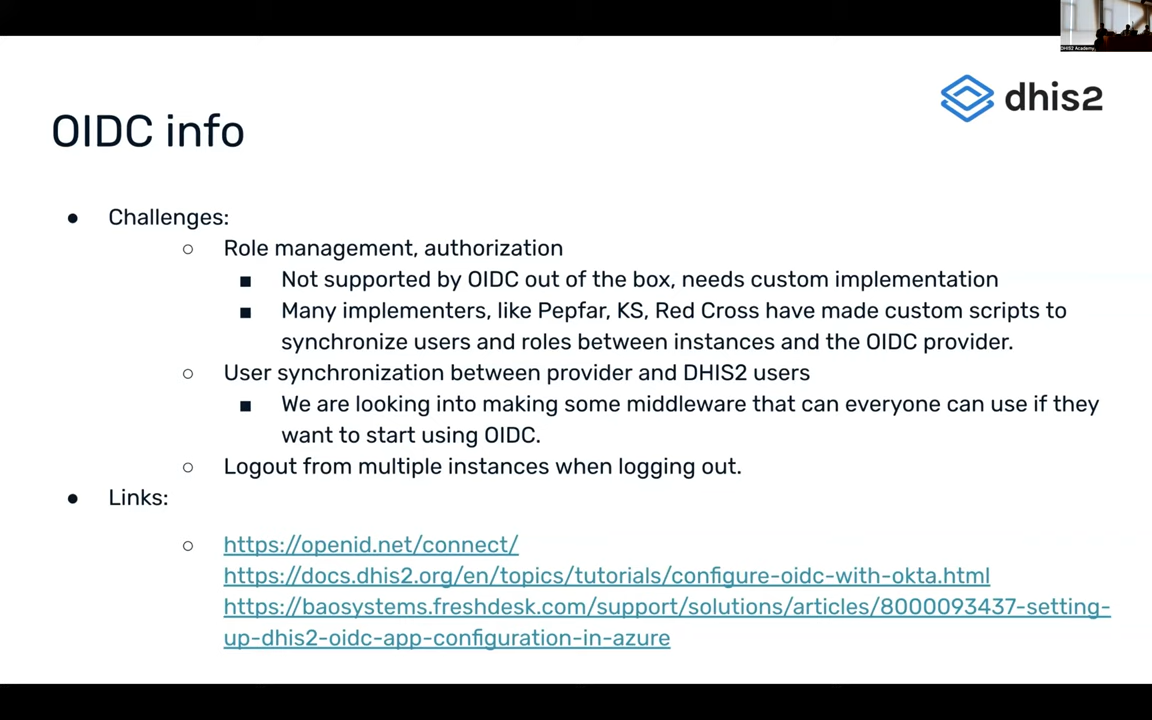 DHIS2 Academy
dhis2
OIDC info
● Challenges:
○ Role management, authorization
■ Not supported by OIDC out of the box, needs custom implementation
■ Many implementers, like Pepfar, KS, Red Cross have made custom scripts to
synchronize users and roles between instances and the OIDC provider.
○ User synchronization between provider and DHIS2 users
■ We are looking into making some middleware that can everyone can use if they
want to start using OIDC.
○ Logout from multiple instances when logging out.
● Links:
○ https://openid.net/connect/
https://docs.dhis2.org/en/topics/tutorials/configure-oidc-with-okta.html
https://baosystems.freshdesk.com/support/solutions/articles/8000093437-setting-
up-dhis2-oidc-app-configuration-in-azure